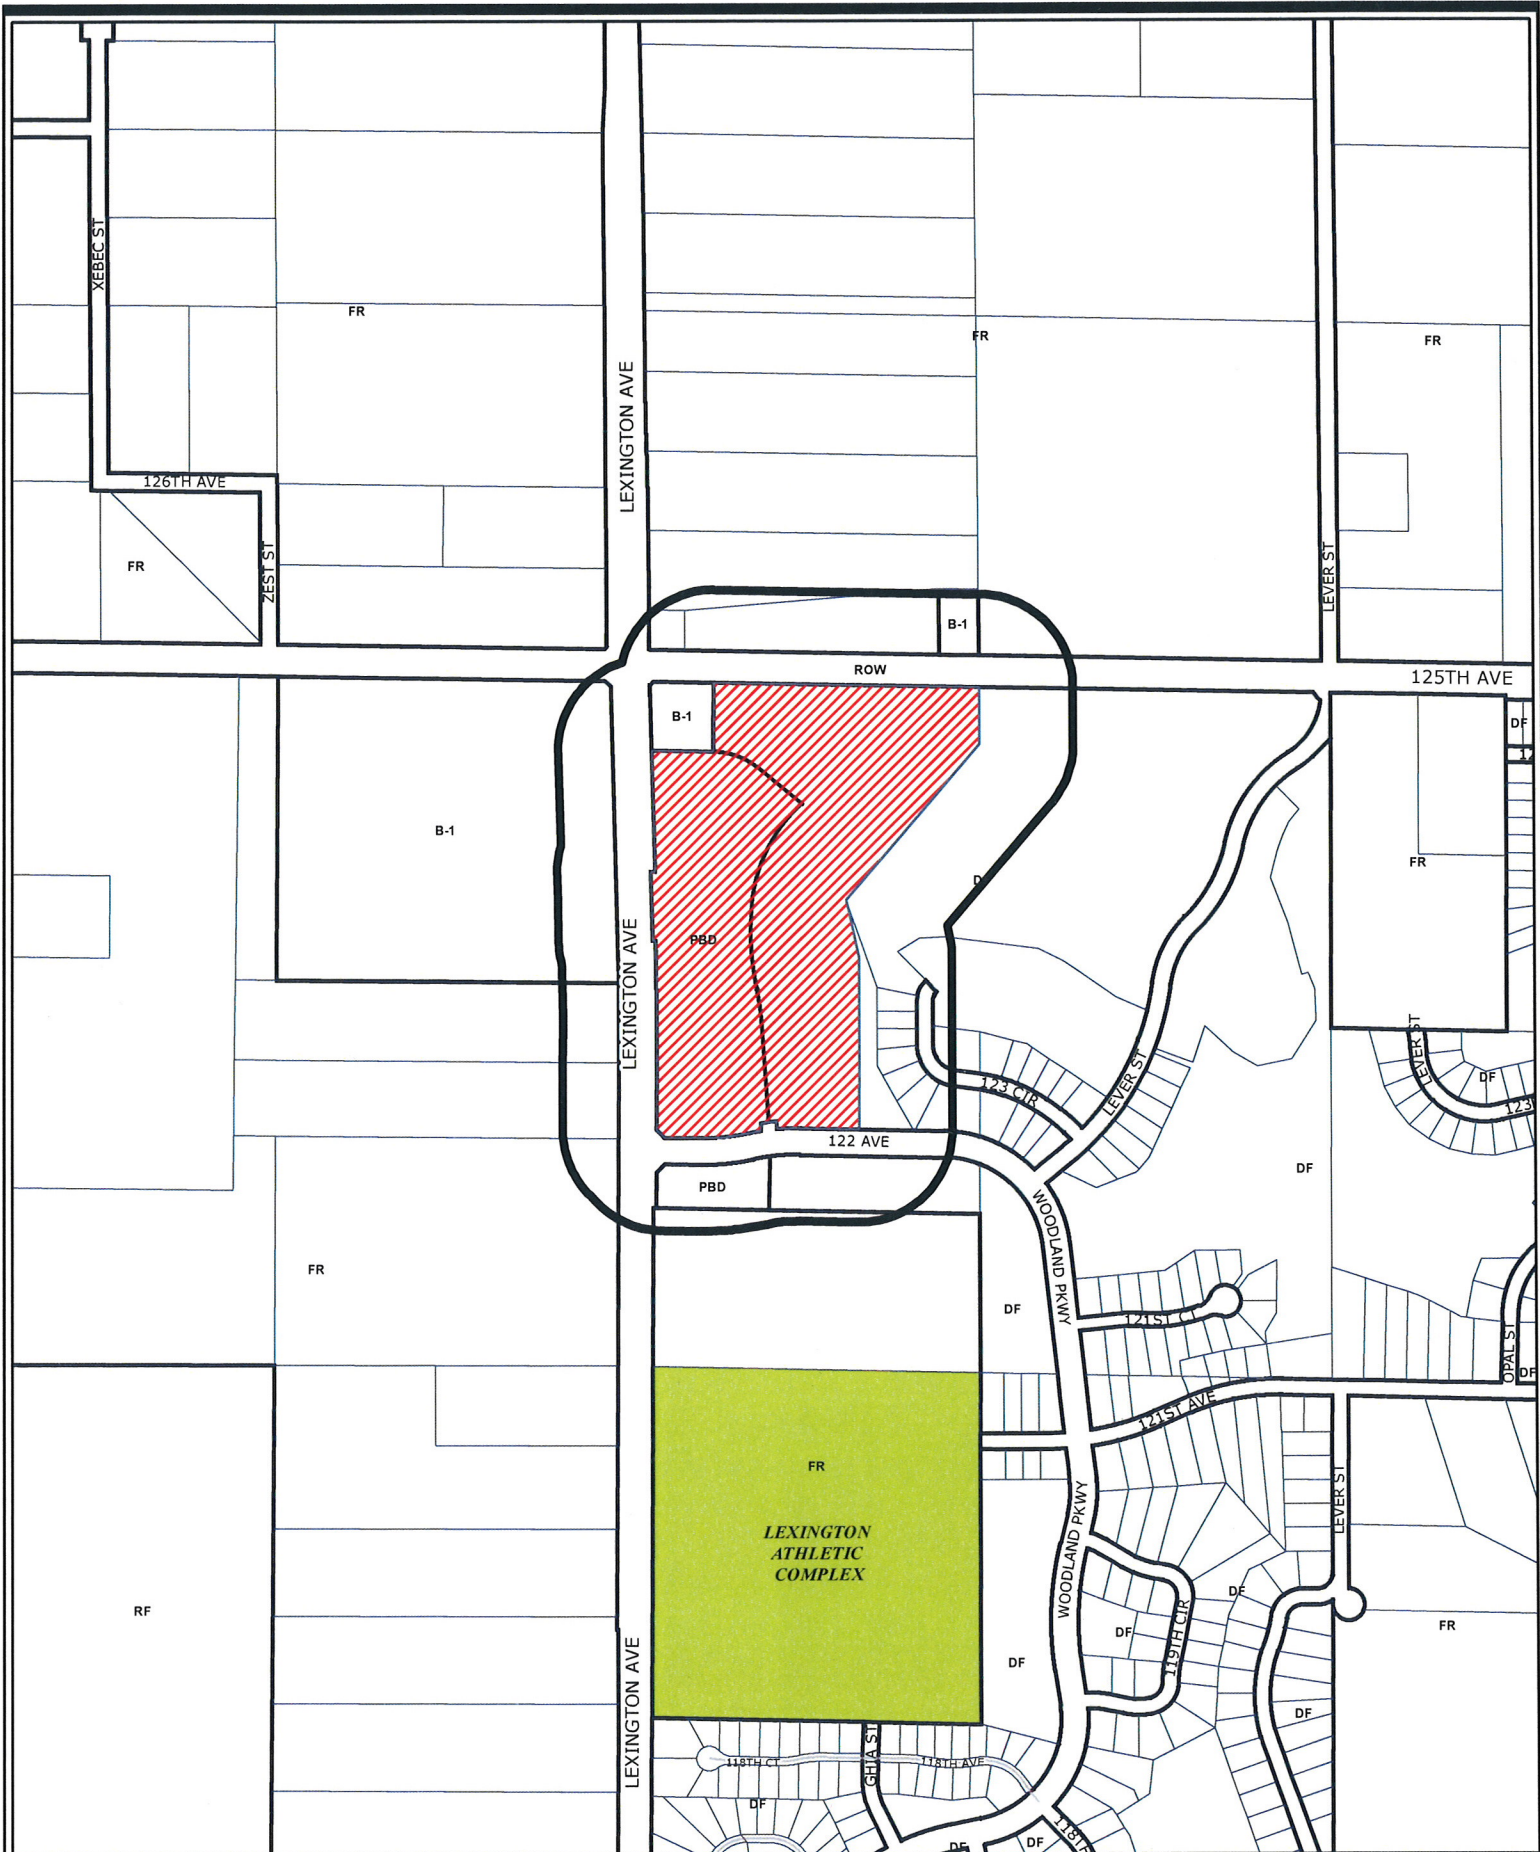 XEBEC ST
FR
FR
FR
LEXINGTON AVE
126TH AVE
FR
ZEST ST
LEVER ST
B-1
ROW
125TH AVE
B-1
DF
B-1
FR
PBD
LEXINGTON AVE
LEVER ST
123 CIR
LEVER ST
DF
123
122 AVE
DF
PBD
WOODLAND PKWY
FR
DF
121ST CT
OPAL ST
DF
121ST AVE
FR
LEVER ST
LEXINGTON
ATHLETIC
COMPLEX
WOODLAND PKWY
DF
RF
DF
119TH CIR
FR
DF
DF
LEXINGTON AVE
GHIA ST
118TH CT
118TH AVE
DF
DF
DF
118TH